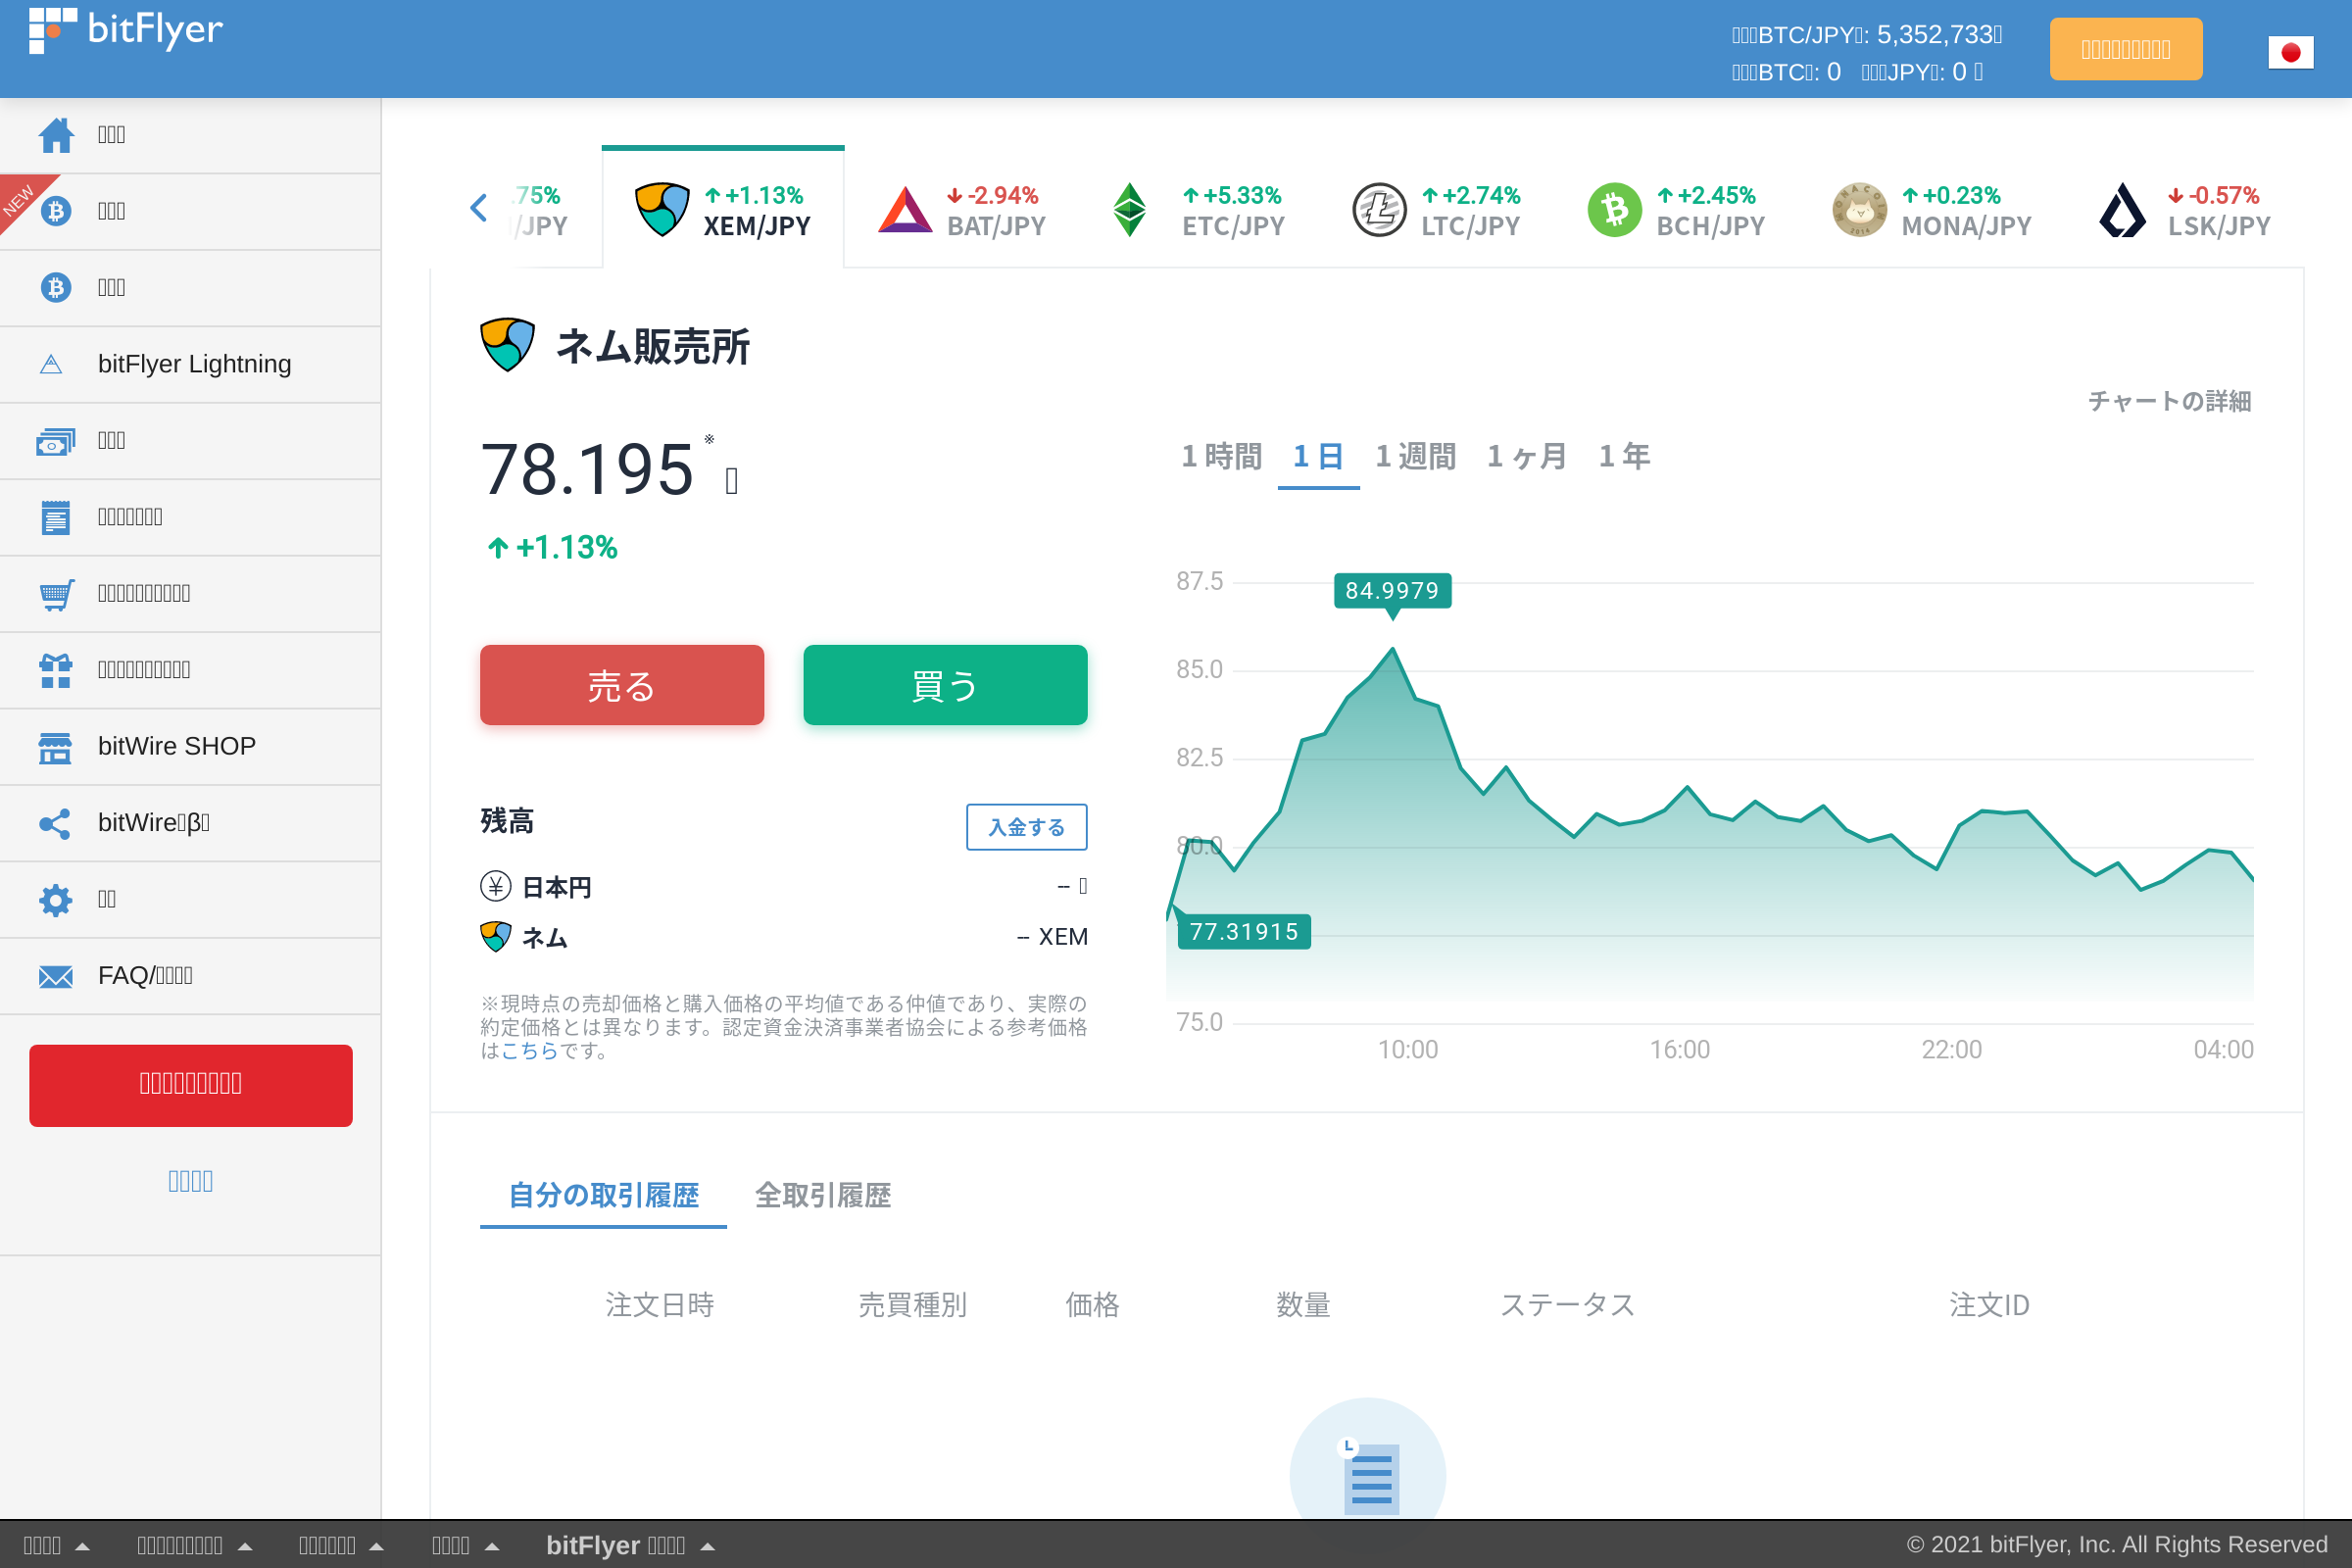 bitFlyer
BTC/JPY: 5,352,733
BTC: 0 JPY: 0
NEW
bitFlyer Lightning
bitWire SHOP
bitWire β
FAQ/
.75%
/JPY
+1.13%
XEM/JPY
-2.94%
BAT/JPY
+5.33%
ETC/JPY
+2.74%
LTC/JPY
+2.45%
BCH/JPY
+0.23%
MONA/JPY
-0.57%
LSK/JPY
ネム販売所
チャートの詳細
78.195 ※
+1.13%
1 時間 1 日 1 週間 1 ヶ月 1 年
売る 買う
残高 入金する
日本円 --
ネム -- XEM
※現時点の売却価格と購入価格の平均値である仲値であり、実際の
約定価格とは異なります。認定資金決済事業者協会による参考価格
はこちらです。
87.5
84.9979
85.0
82.5
80.0
77.31915
75.0
10:00 16:00 22:00 04:00
自分の取引履歴 全取引履歴
注文日時 売買種別 価格 数量 ステータス 注文ID
bitFlyer
© 2021 bitFlyer, Inc. All Rights Reserved